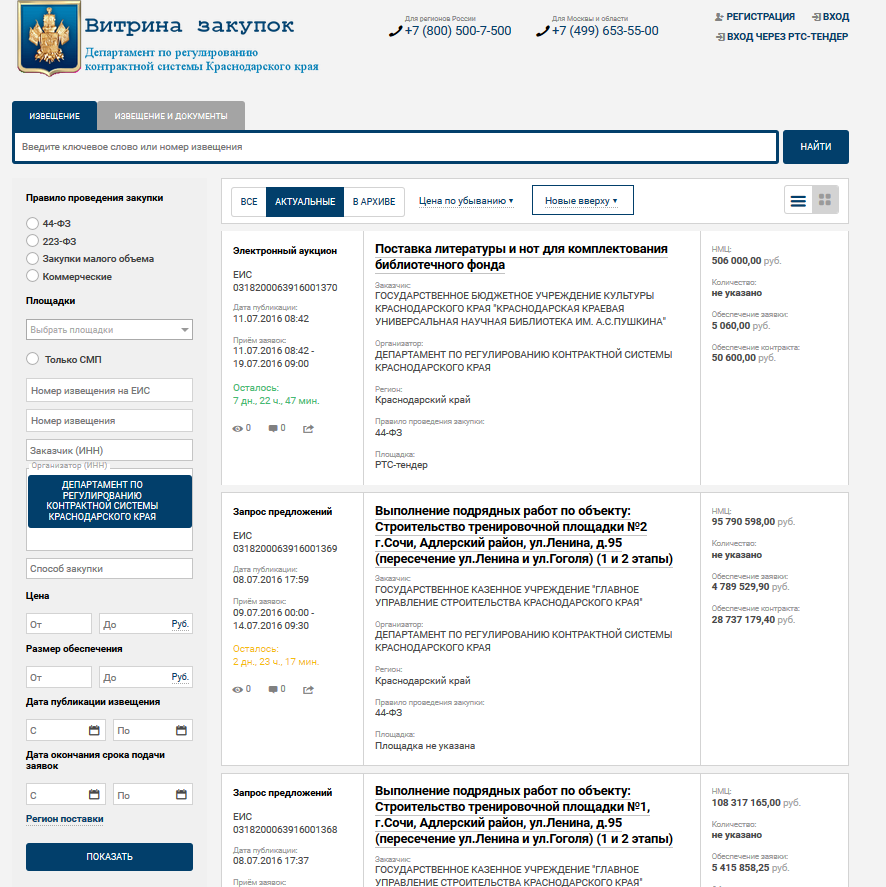 Витрина закупок
Департамент по регулированию
контрактной системы Краснодарского края
Для регионов России
+7 (800) 500-7-500
Для Москвы и области
+7 (499) 653-55-00
РЕГИСТРАЦИЯ
ВХОД
ВХОД ЧЕРЕЗ РТС-ТЕНДЕР
ИЗВЕЩЕНИЕ
ИЗВЕЩЕНИЕ И ДОКУМЕНТЫ
Введите ключевое слово или номер извещения
НАЙТИ
Правило проведения закупки
44-ФЗ
223-ФЗ
Закупки малого объема
Коммерческие
Площадки
Выбрать площадки
Только СМП
Номер извещения на ЕИС
Номер извещения
Заказчик (ИНН)
Организатор (ИНН)
ДЕПАРТАМЕНТ ПО
РЕГУЛИРОВАНИЮ
КОНТРАКТНОЙ СИСТЕМЫ
КРАСНОДАРСКОГО КРАЯ
Способ закупки
Цена
От
До
Руб.
Размер обеспечения
От
До
Руб.
Дата публикации извещения
С
По
Дата окончания срока подачи
заявок
С
По
Регион поставки
ПОКАЗАТЬ
ВСЕ
АКТУАЛЬНЫЕ
В АРХИВЕ
Цена по убыванию
Новые вверху
Электронный аукцион
ЕИС
0318200063916001370
Дата публикации:
11.07.2016 08:42
Приём заявок:
11.07.2016 08:42 -
19.07.2016 09:00
Осталось:
7 дн., 22 ч., 47 мин.
0
0
Поставка литературы и нот для комплектования
библиотечного фонда
Заказчик:
ГОСУДАРСТВЕННОЕ БЮДЖЕТНОЕ УЧРЕЖДЕНИЕ КУЛЬТУРЫ
КРАСНОДАРСКОГО КРАЯ "КРАСНОДАРСКАЯ КРАЕВАЯ
УНИВЕРСАЛЬНАЯ НАУЧНАЯ БИБЛИОТЕКА ИМ. А.С.ПУШКИНА"
Организатор:
ДЕПАРТАМЕНТ ПО РЕГУЛИРОВАНИЮ КОНТРАКТНОЙ СИСТЕМЫ
КРАСНОДАРСКОГО КРАЯ
Регион:
Краснодарский край
Правило проведения закупки:
44-ФЗ
Площадка:
РТС-тендер
НМЦ:
506 000,00 руб.
Количество:
не указано
Обеспечение заявки:
5 060,00 руб.
Обеспечение контракта:
50 600,00 руб.
Запрос предложений
ЕИС
0318200063916001369
Дата публикации:
08.07.2016 17:59
Приём заявок:
09.07.2016 00:00 -
14.07.2016 09:30
Осталось:
2 дн., 23 ч., 17 мин.
0
0
Выполнение подрядных работ по объекту:
Строительство тренировочной площадки №2
г.Сочи, Адлерский район, ул.Ленина, д.95
(пересечение ул.Ленина и ул.Гоголя) (1 и 2 этапы)
Заказчик:
ГОСУДАРСТВЕННОЕ КАЗЕННОЕ УЧРЕЖДЕНИЕ "ГЛАВНОЕ
УПРАВЛЕНИЕ СТРОИТЕЛЬСТВА КРАСНОДАРСКОГО КРАЯ"
Организатор:
ДЕПАРТАМЕНТ ПО РЕГУЛИРОВАНИЮ КОНТРАКТНОЙ СИСТЕМЫ
КРАСНОДАРСКОГО КРАЯ
Регион:
Краснодарский край
Правило проведения закупки:
44-ФЗ
Площадка:
Площадка не указана
НМЦ:
95 790 598,00 руб.
Количество:
не указано
Обеспечение заявки:
4 789 529,90 руб.
Обеспечение контракта:
28 737 179,40 руб.
Запрос предложений
ЕИС
0318200063916001368
Дата публикации:
08.07.2016 17:37
Приём заявок:
Выполнение подрядных работ по объекту:
Строительство тренировочной площадки №1,
г.Сочи, Адлерский район, ул.Ленина, д.95
(пересечение ул.Ленина и ул.Гоголя) (1 и 2 этапы)
Заказчик:
ГОСУДАРСТВЕННОЕ КАЗЕННОЕ УЧРЕЖДЕНИЕ "ГЛАВНОЕ
УПРАВЛЕНИЕ СТРОИТЕЛЬСТВА КРАСНОДАРСКОГО КРАЯ"
НМЦ:
108 317 165,00 руб.
Количество:
не указано
Обеспечение заявки:
5 415 858,25 руб.